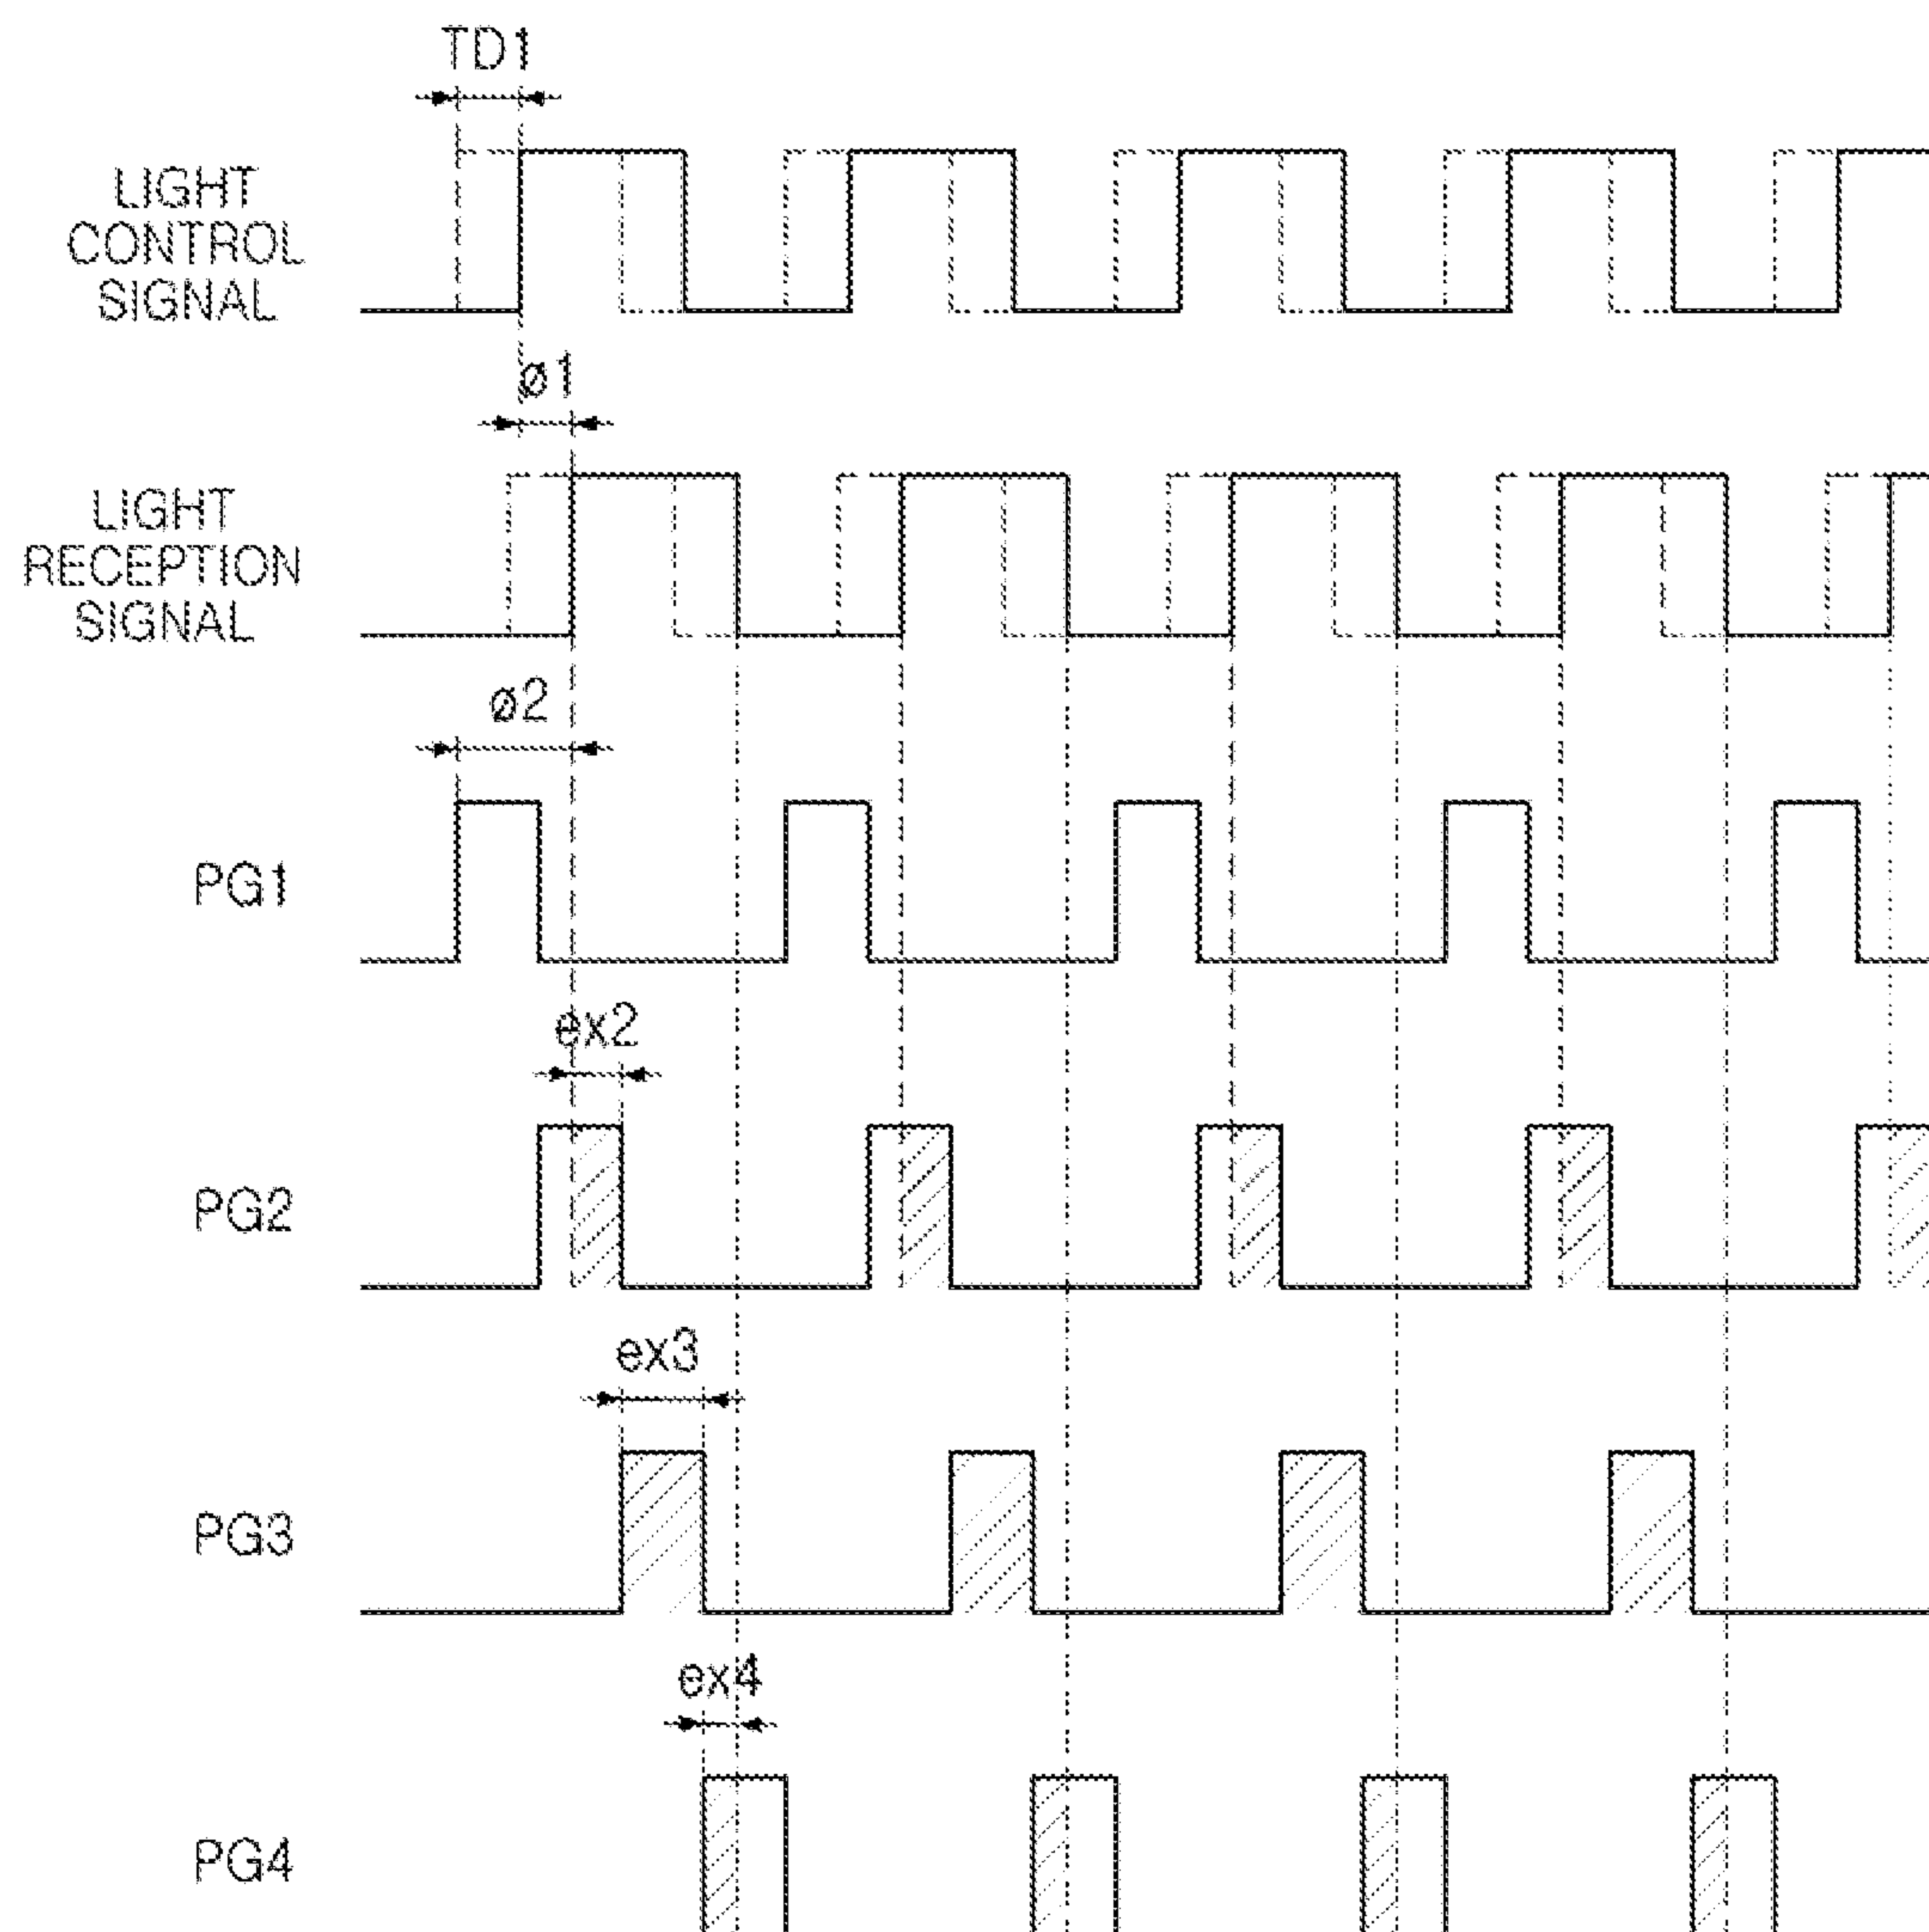 TD1
LIGHT
CONTROL
SIGNAL
ø1
LIGHT
RECEPTION
SIGNAL
ø2
PG1
ex2
PG2
ex3
PG3
ex4
PG4